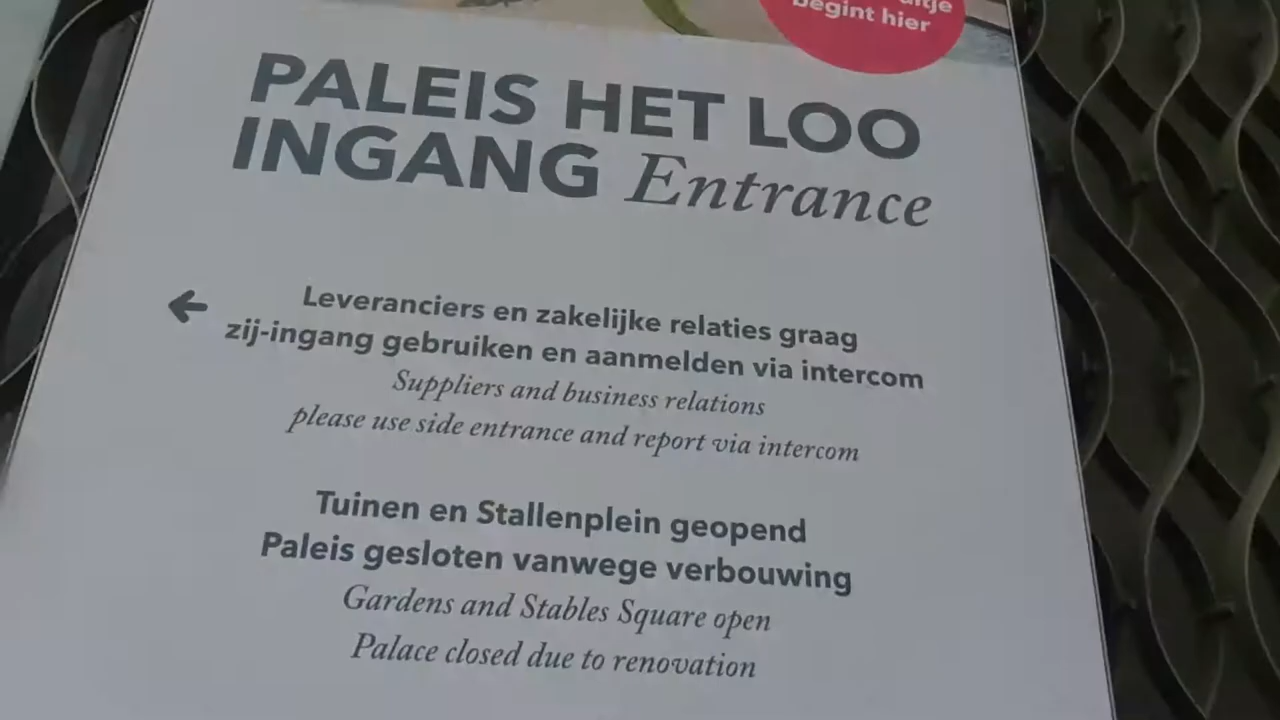 begint hier
PALEIS HET LOO
INGANG Entrance
Leveranciers en zakelijke relaties graag
zij-ingang gebruiken en aanmelden via intercom
Suppliers and business relations
please use side entrance and report via intercom
Tuinen en Stallenplein geopend
Paleis gesloten vanwege verbouwing
Gardens and Stables Square open
Palace closed due to renovation